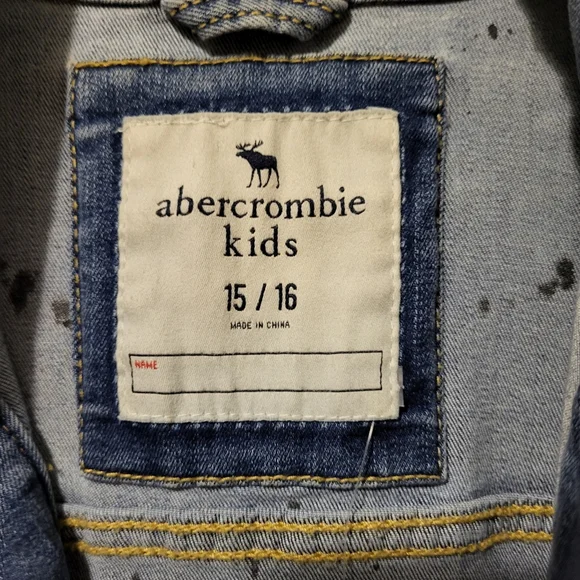 abercrombie
kids
15 / 16
MADE IN CHINA
NAME